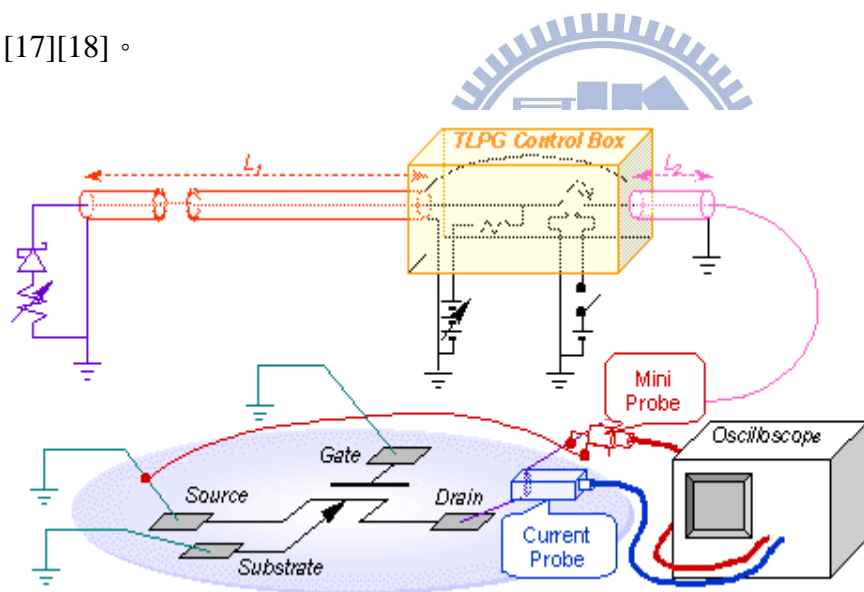 [17][18]。
TLPG Control Box
L1
L2
Mini
Probe
Oscilloscope
Gate
Source
Drain
Current
Probe
Substrate